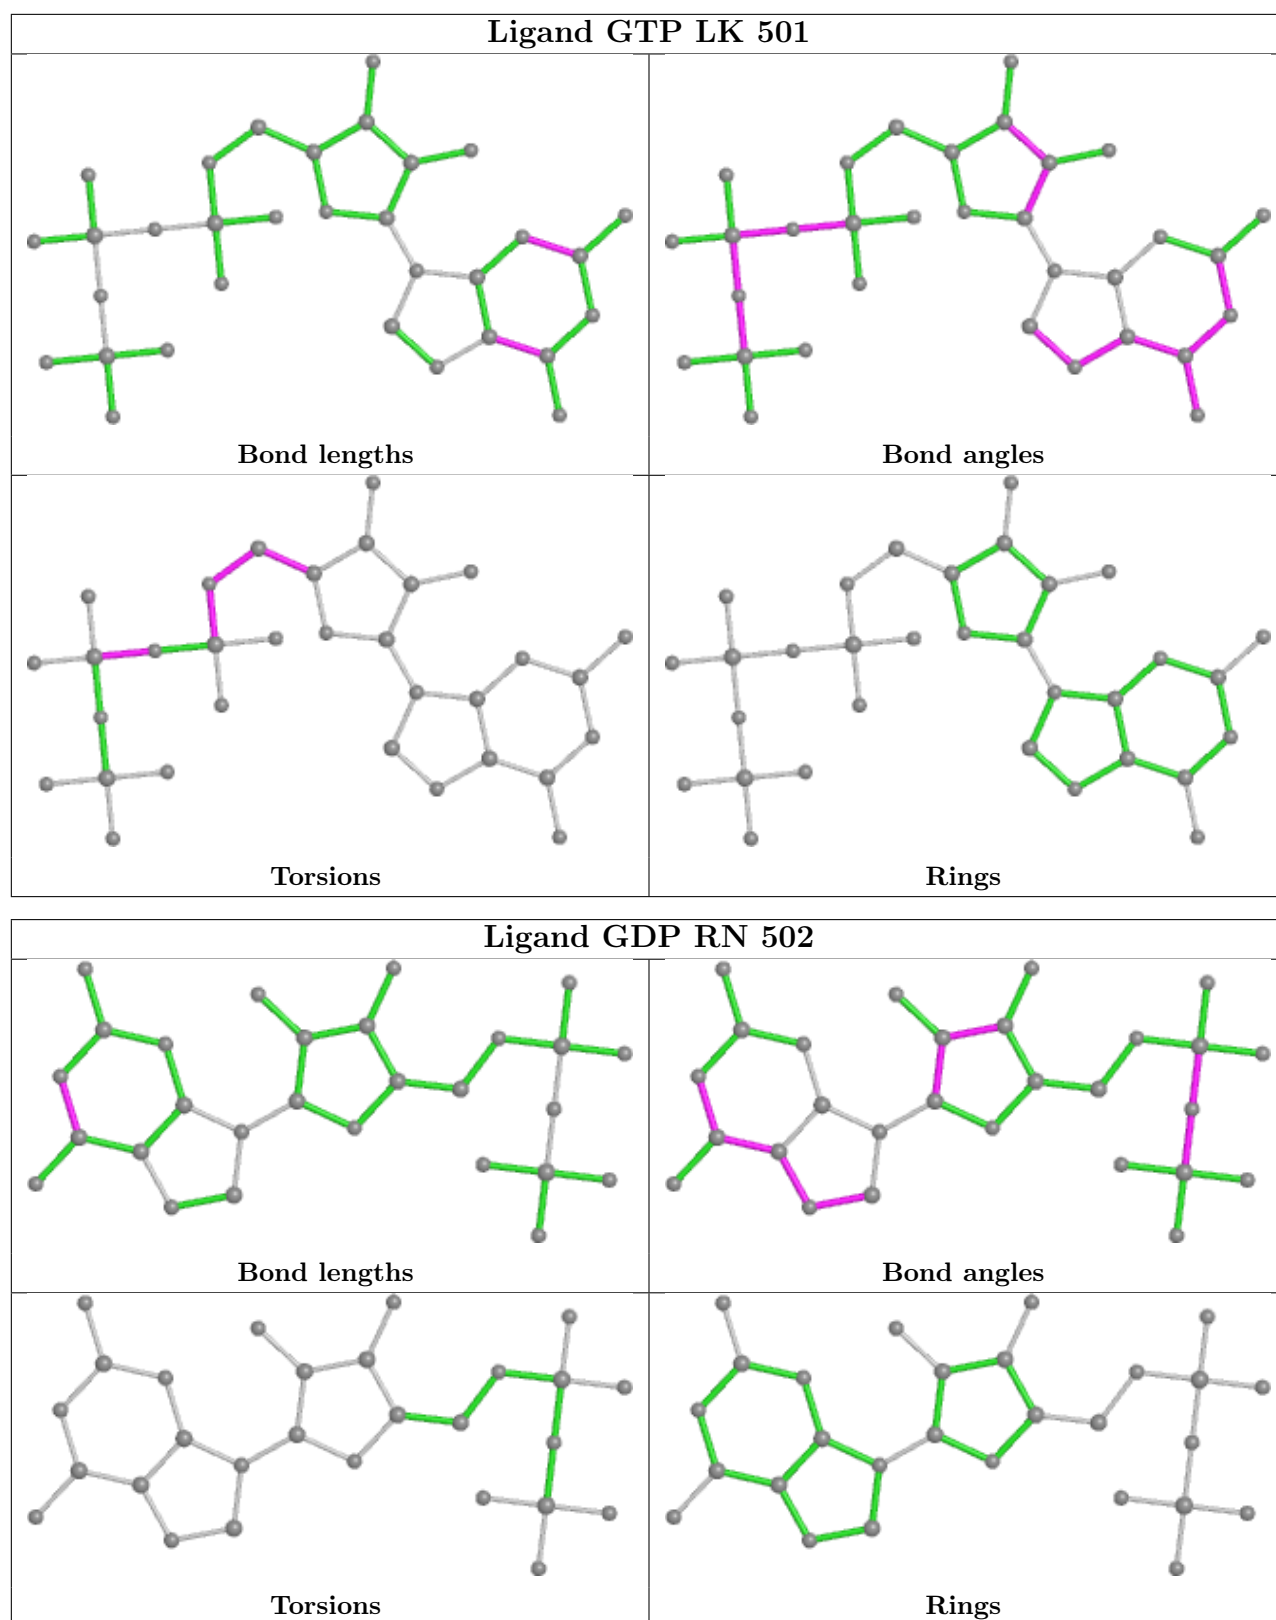 Ligand GTP LK 501
Bond lengths
Bond angles
Torsions
Rings
Ligand GDP RN 502
Bond lengths
Bond angles
Torsions
Rings